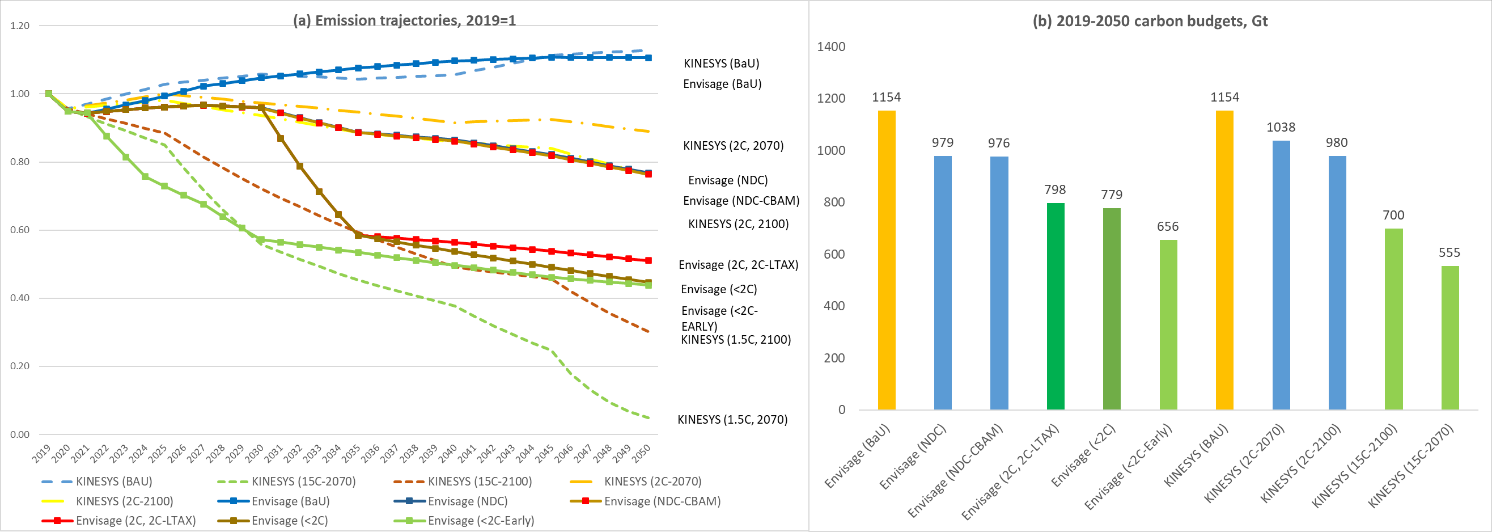 (a) Emission trajectories, 2019=1
1.20
1.00
0.80
0.60
0.40
0.20
0.00
2019 2020 2021 2022 2023 2024 2025 2026 2027 2028 2029 2030 2031 2032 2033 2034 2035 2036 2037 2038 2039 2040 2041 2042 2043 2044 2045 2046 2047 2048 2049 2050
KINESYS (BaU)
Envisage (BaU)
KINESYS (2C, 2070)
Envisage (NDC)
Envisage (NDC-CBAM)
KINESYS (2C, 2100)
Envisage (2C, 2C-LTAX)
Envisage (<2C)
Envisage (<2C-
EARLY)
KINESYS (1.5C, 2100)
KINESYS (1.5C, 2070)
KINESYS (BAU) KINESYS (15C-2070) KINESYS (15C-2100) KINESYS (2C-2070)
KINESYS (2C-2100) Envisage (BaU) Envisage (NDC) Envisage (NDC-CBAM)
Envisage (2C, 2C-LTAX) Envisage (<2C) Envisage (<2C-Early)
(b) 2019-2050 carbon budgets, Gt
1400
1200
1000
800
600
400
200
0
1154 979 976 798 779 656 1154 1038 980 700 555
Envisage (BaU)
Envisage (NDC)
Envisage (NDC-CBAM)
Envisage (2C, 2C-LTAX)
Envisage (<2C)
Envisage (<2C-Early)
KINESYS (BAU)
KINESYS (2C-2070)
KINESYS (2C-2100)
KINESYS (15C-2100)
KINESYS (15C-2070)